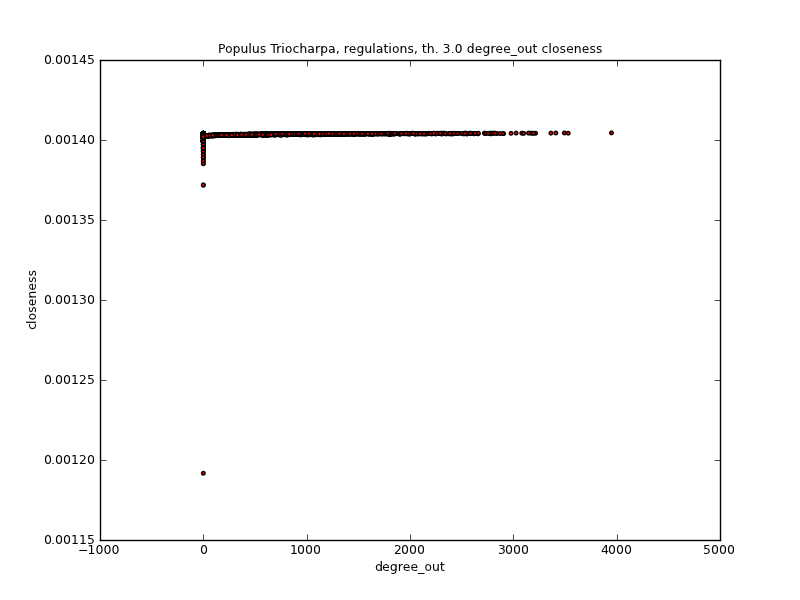 Populus Triocharpa, regulations, th. 3.0 degree_out closeness
0.00145
0.00140
0.00135
0.00130
0.00125
0.00120
0.00115
closeness
−1000 0 1000 2000 3000 4000 5000
degree_out